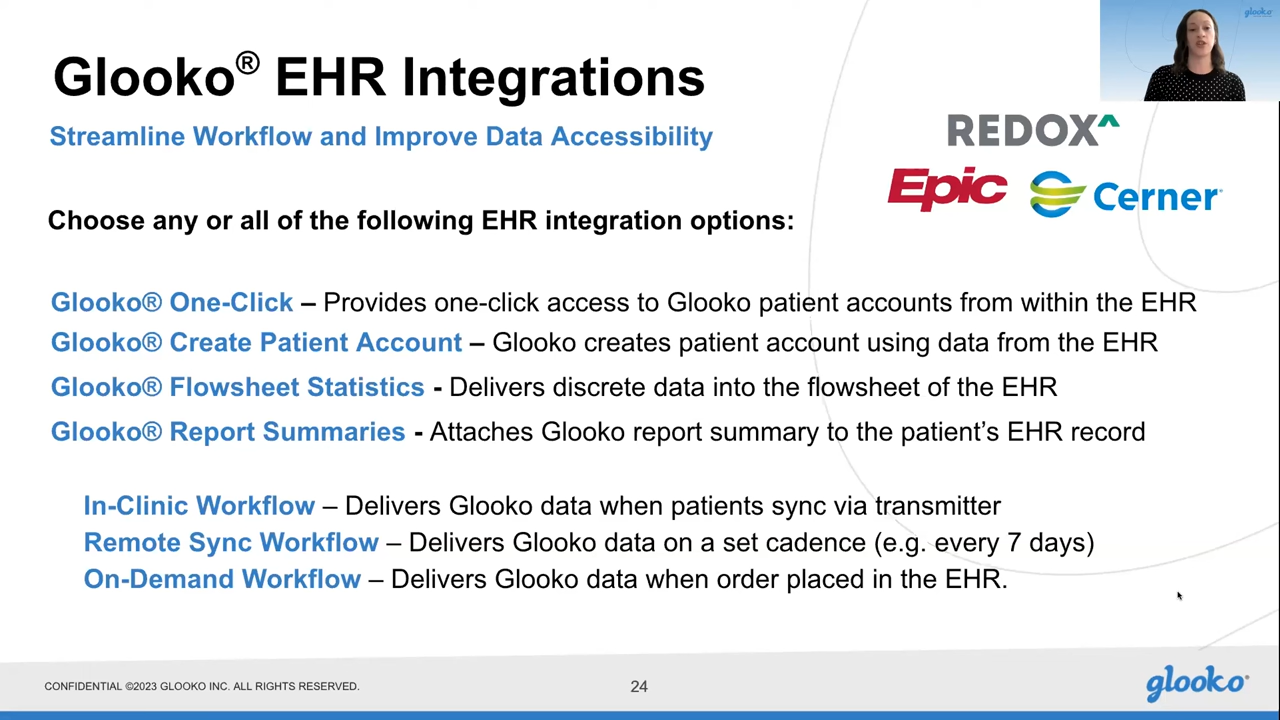 Glooko® EHR Integrations
glooko
Streamline Workflow and Improve Data Accessibility
REDOX
Epic
Cerner
Choose any or all of the following EHR integration options:
Glooko® One-Click – Provides one-click access to Glooko patient accounts from within the EHR
Glooko® Create Patient Account – Glooko creates patient account using data from the EHR
Glooko® Flowsheet Statistics - Delivers discrete data into the flowsheet of the EHR
Glooko® Report Summaries - Attaches Glooko report summary to the patient’s EHR record
In-Clinic Workflow – Delivers Glooko data when patients sync via transmitter
Remote Sync Workflow – Delivers Glooko data on a set cadence (e.g. every 7 days)
On-Demand Workflow – Delivers Glooko data when order placed in the EHR.
CONFIDENTIAL ©2023 GLOOKO INC. ALL RIGHTS RESERVED.
24
glooko®